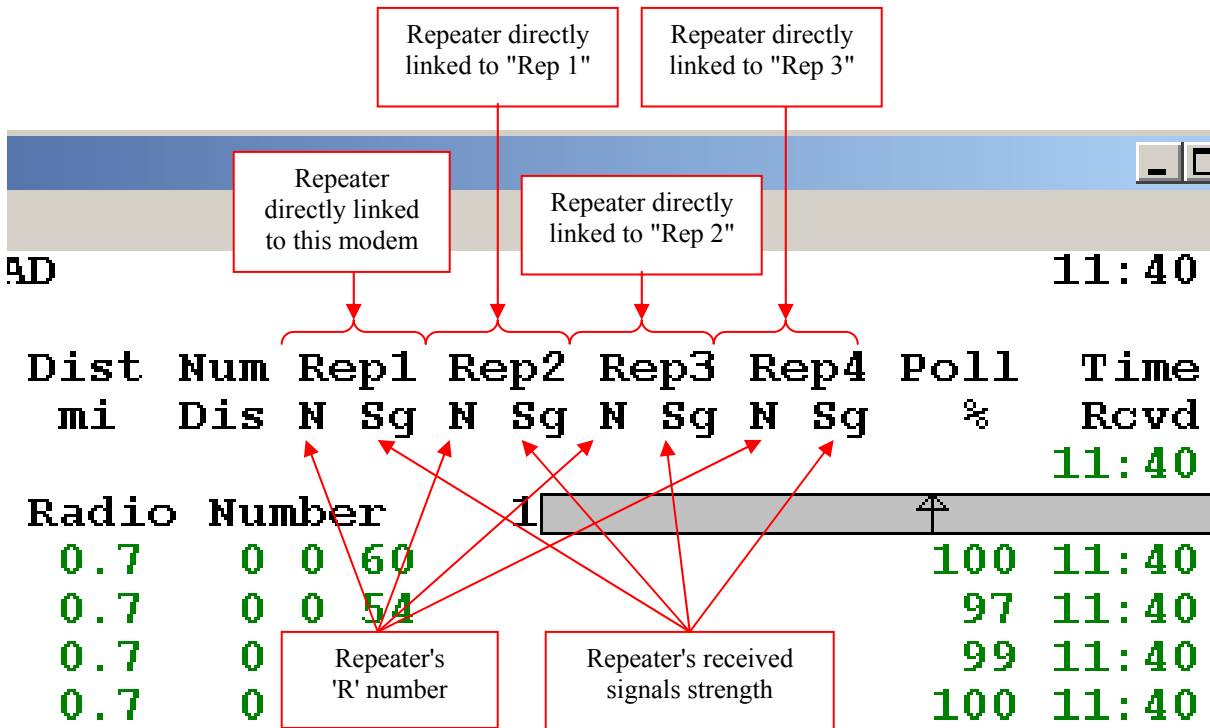 Repeater directly
linked to "Rep 1"
Repeater directly
linked to "Rep 3"
Repeater
directly linked
to this modem
Repeater directly
linked to "Rep 2"
AD 11:40
Dist Num Rep1 Rep2 Rep3 Rep4 Poll Time
mi Dis N Sg N Sg N Sg N Sg % Rcvd
11:40
Radio Number 1
0.7 0 0 60 100 11:40
0.7 0 0 54 97 11:40
0.7 0 99 11:40
0.7 0 100 11:40
Repeater's
'R' number
Repeater's received
signals strength